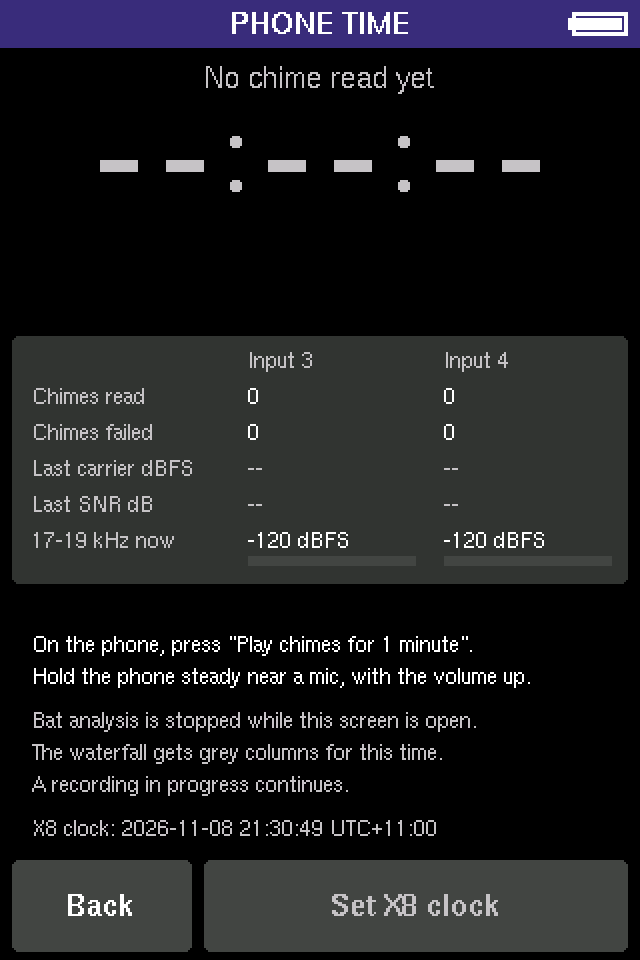 PHONE TIME
No chime read yet
-- : -- : --
Input 3 Input 4
Chimes read 0 0
Chimes failed 0 0
Last carrier dBFS -- --
Last SNR dB -- --
17-19 kHz now -120 dBFS -120 dBFS
On the phone, press "Play chimes for 1 minute".
Hold the phone steady near a mic, with the volume up.
Bat analysis is stopped while this screen is open.
The waterfall gets grey columns for this time.
A recording in progress continues.
X8 clock: 2026-11-08 21:30:49 UTC+11:00
Back Set X8 clock